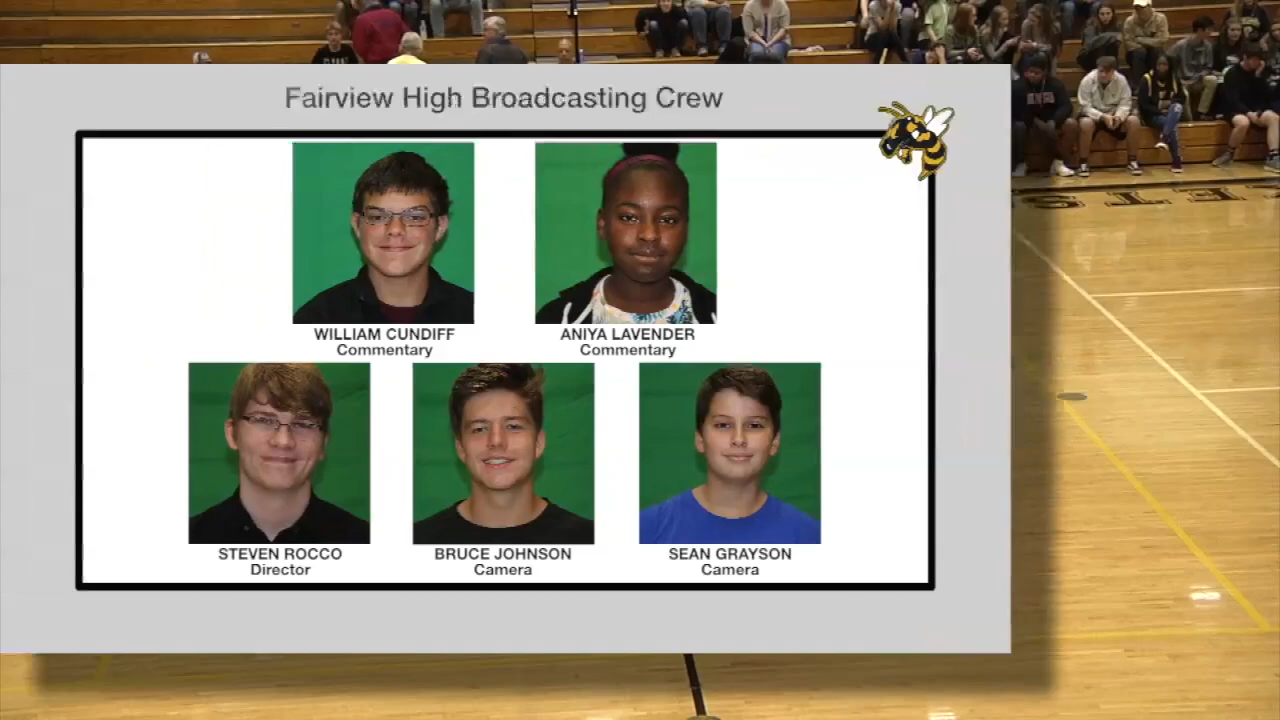 Fairview High Broadcasting Crew
WILLIAM CUNDIFF
Commentary
ANIYA LAVENDER
Commentary
STEVEN ROCCO
Director
BRUCE JOHNSON
Camera
SEAN GRAYSON
Camera